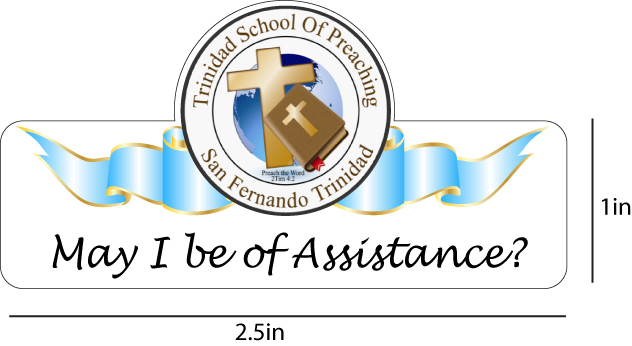 Trinidad School Of Preaching
Preach the Word
2Tim 4:2
San Fernando Trinidad
May I be of Assistance?
1in
2.5in